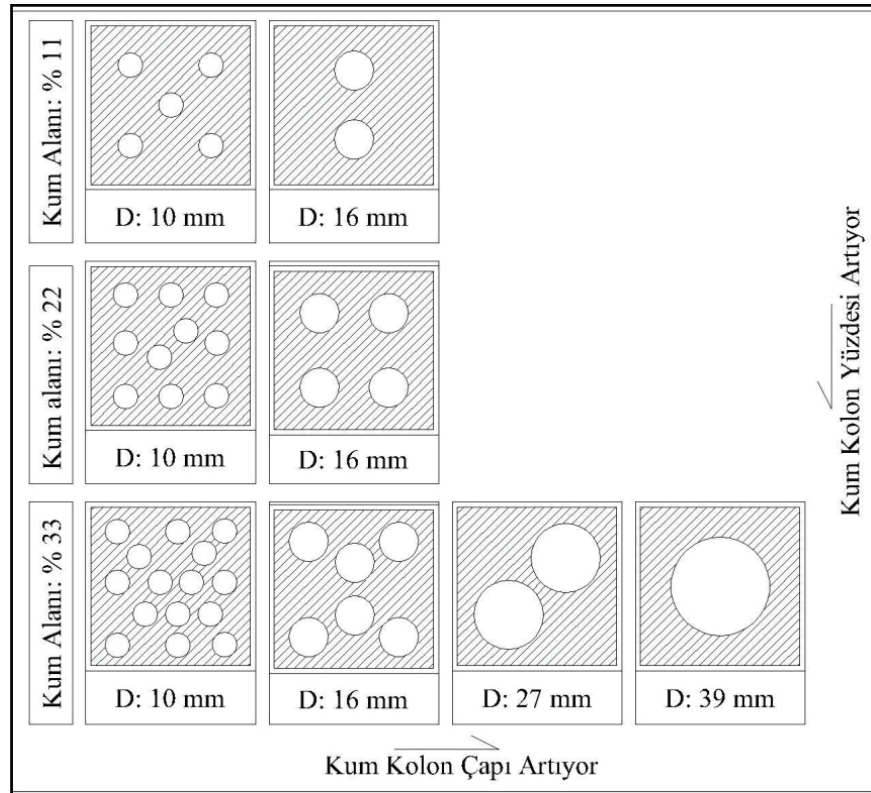 Kum Alanı: % 11
D: 10 mm
D: 16 mm
Kum alanı: % 22
D: 10 mm
D: 16 mm
Kum Alanı: % 33
D: 10 mm
D: 16 mm
D: 27 mm
D: 39 mm
Kum Kolon Yüzdesi Artıyor
Kum Kolon Çapı Artıyor